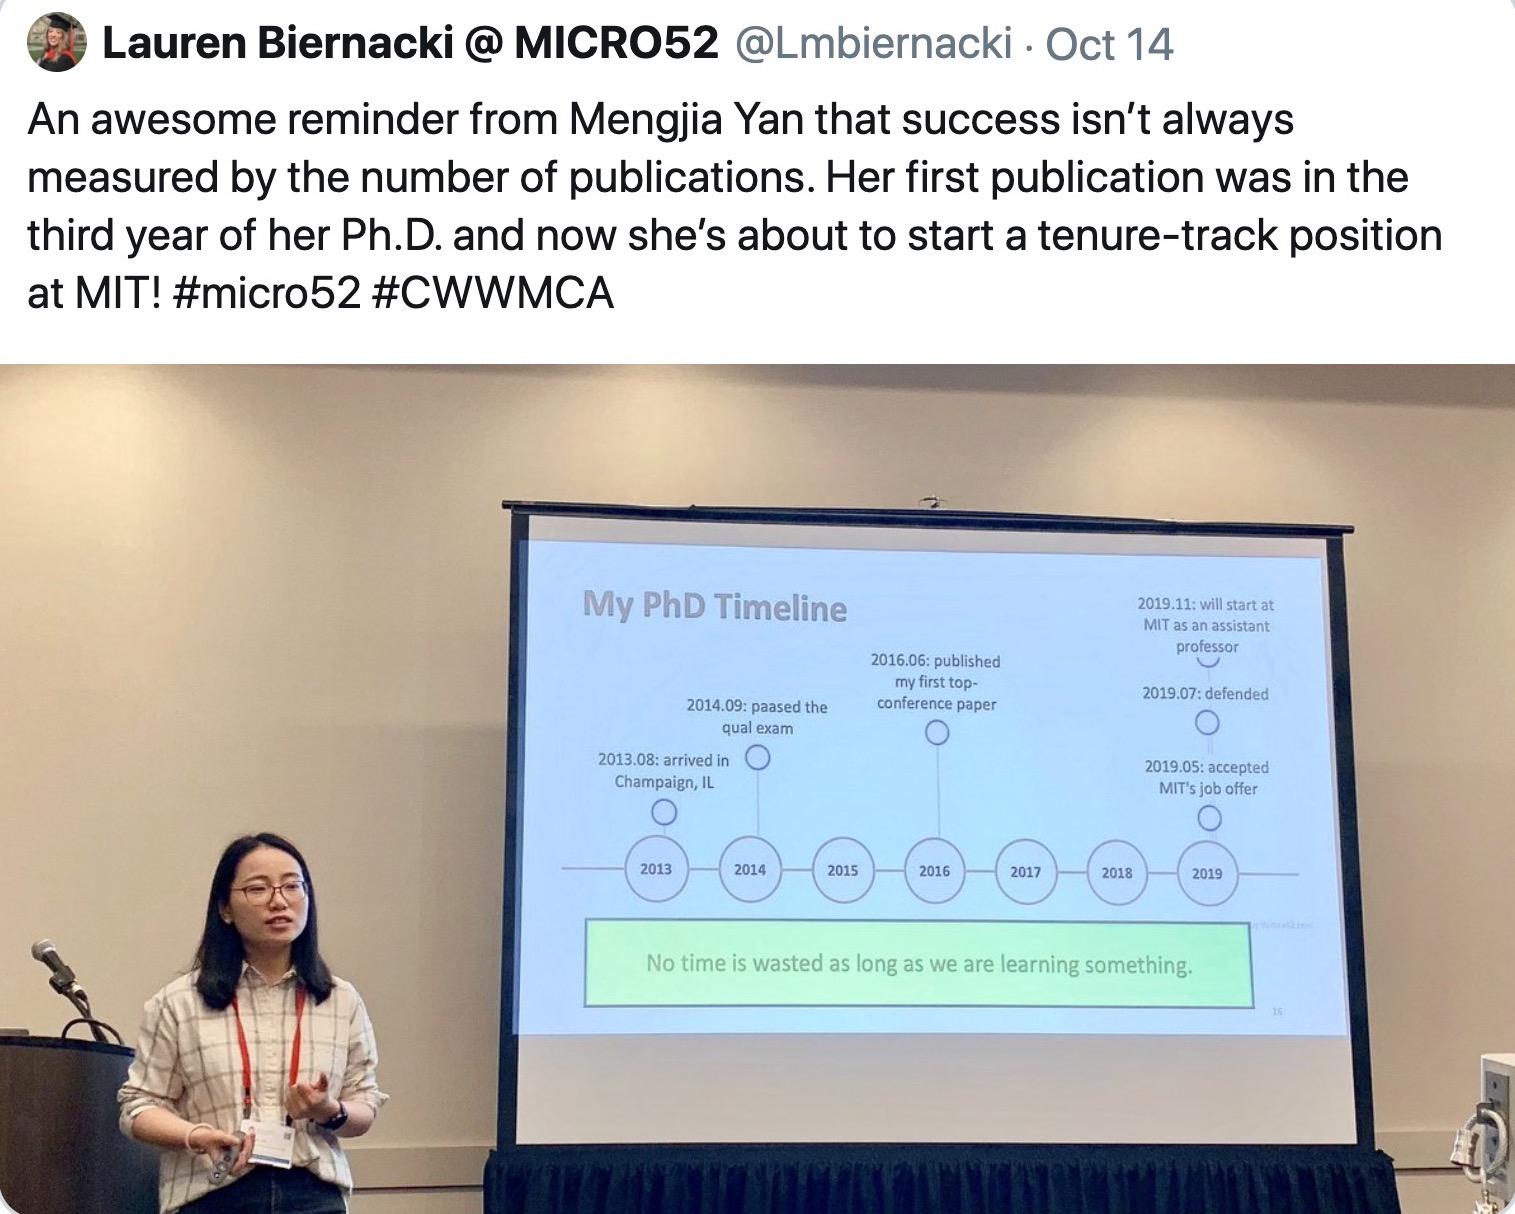 Lauren Biernacki @ MICRO52 @Lmbiernacki · Oct 14
An awesome reminder from Mengjia Yan that success isn’t always
measured by the number of publications. Her first publication was in the
third year of her Ph.D. and now she’s about to start a tenure-track position
at MIT! #micro52 #CWWMCA
My PhD Timeline
2013.08: arrived in
Champaign, IL
2014.09: paased the
qual exam
2016.06: published
my first top-
conference paper
2019.11: will start at
MIT as an assistant
professor
2019.07: defended
2019.05: accepted
MIT's job offer
2013
2014
2015
2016
2017
2018
2019
No time is wasted as long as we are learning something.
16